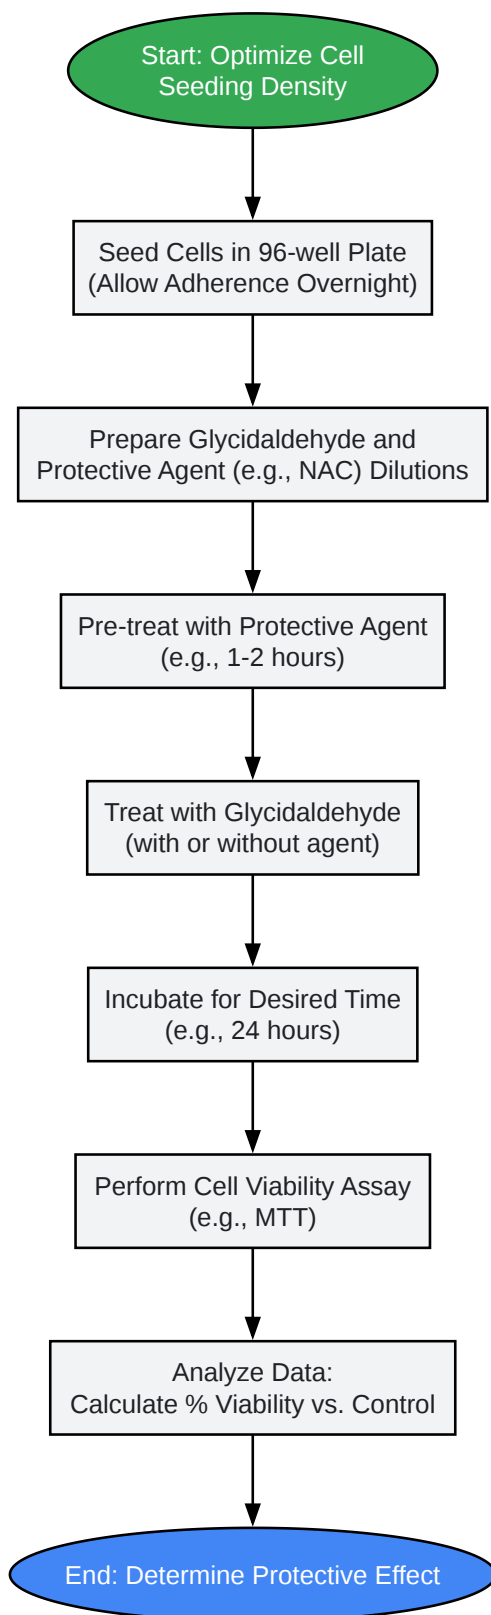 Start: Optimize Cell
Seeding Density
Seed Cells in 96-well Plate
(Allow Adherence Overnight)
Prepare Glycidaldehyde and
Protective Agent (e.g., NAC) Dilutions
Pre-treat with Protective Agent
(e.g., 1-2 hours)
Treat with Glycidaldehyde
(with or without agent)
Incubate for Desired Time
(e.g., 24 hours)
Perform Cell Viability Assay
(e.g., MTT)
Analyze Data:
Calculate % Viability vs. Control
End: Determine Protective Effect